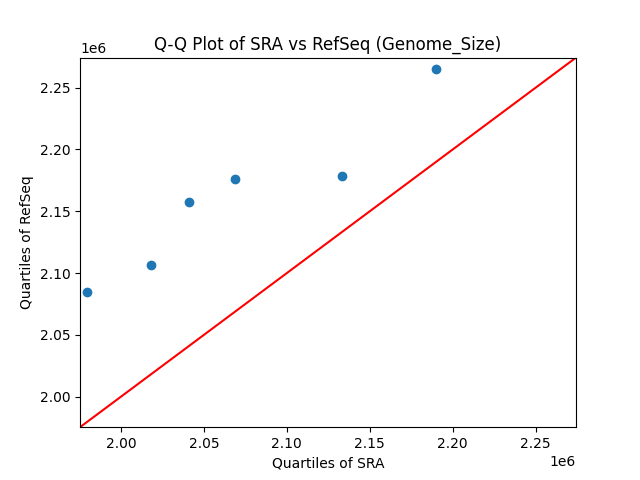 Q-Q Plot of SRA vs RefSeq (Genome_Size)
1e6
2.25
2.20
2.15
2.10
2.05
2.00
Quartiles of RefSeq
2.00 2.05 2.10 2.15 2.20 2.25
Quartiles of SRA
1e6